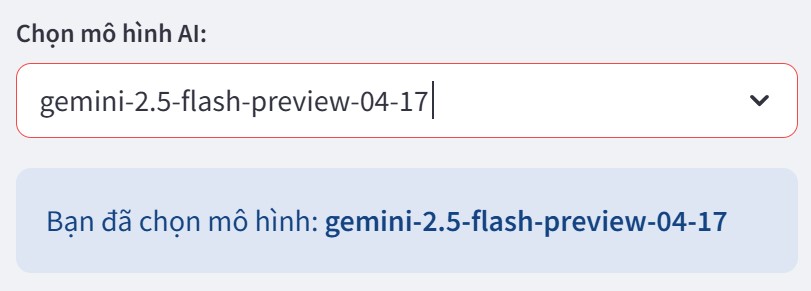 Chọn mô hình AI:
gemini-2.5-flash-preview-04-17
Bạn đã chọn mô hình: gemini-2.5-flash-preview-04-17